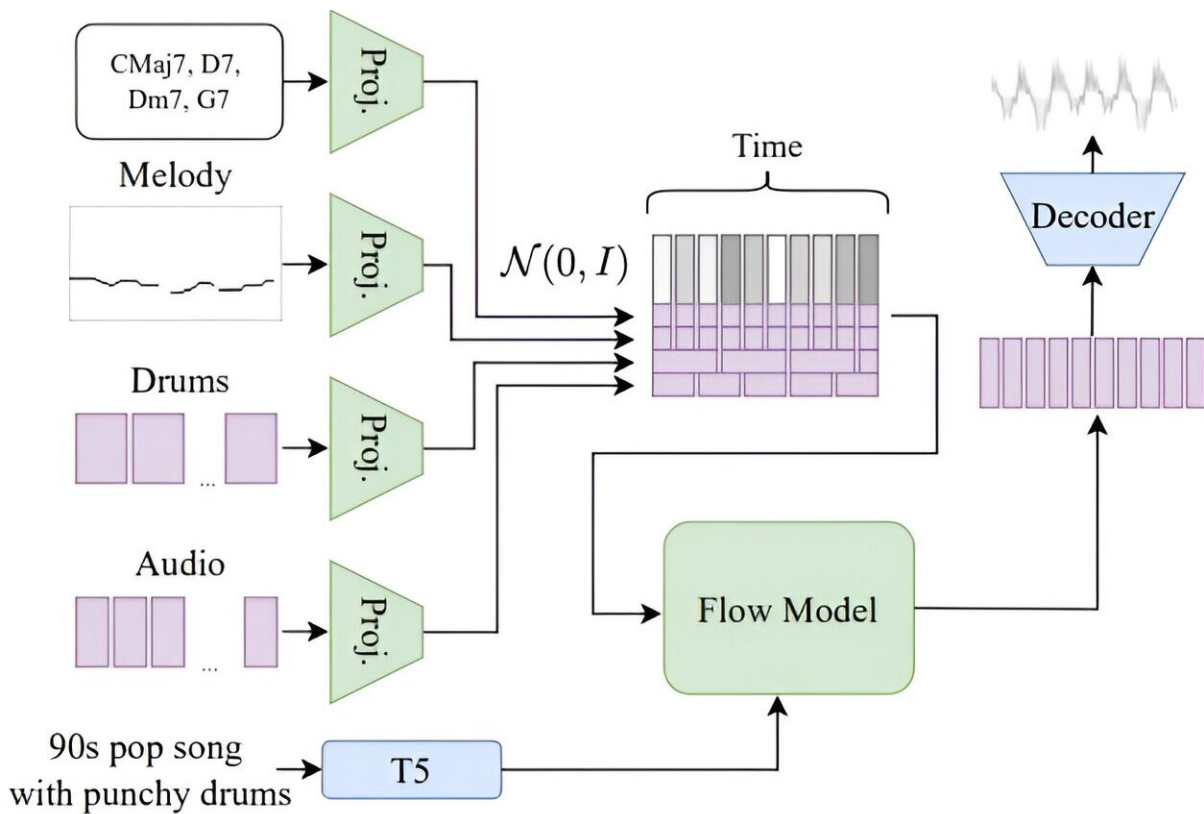 CMaj7, D7,
Dm7, G7
Proj.
Melody
Proj.
Time
𝒩(0, I)
Drums
...
Proj.
Audio
...
Proj.
90s pop song
with punchy drums
T5
Flow Model
Decoder